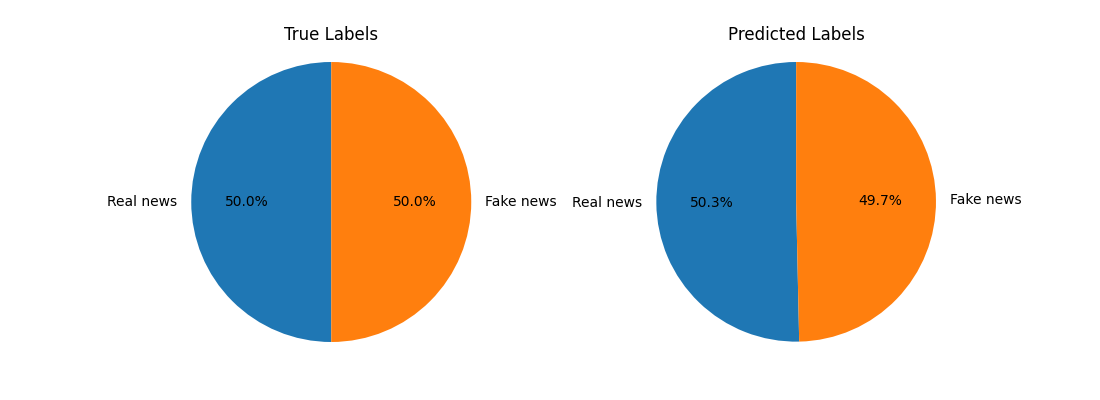 True Labels
Real news
50.0%
50.0%
Fake news
Predicted Labels
Real news
50.3%
49.7%
Fake news